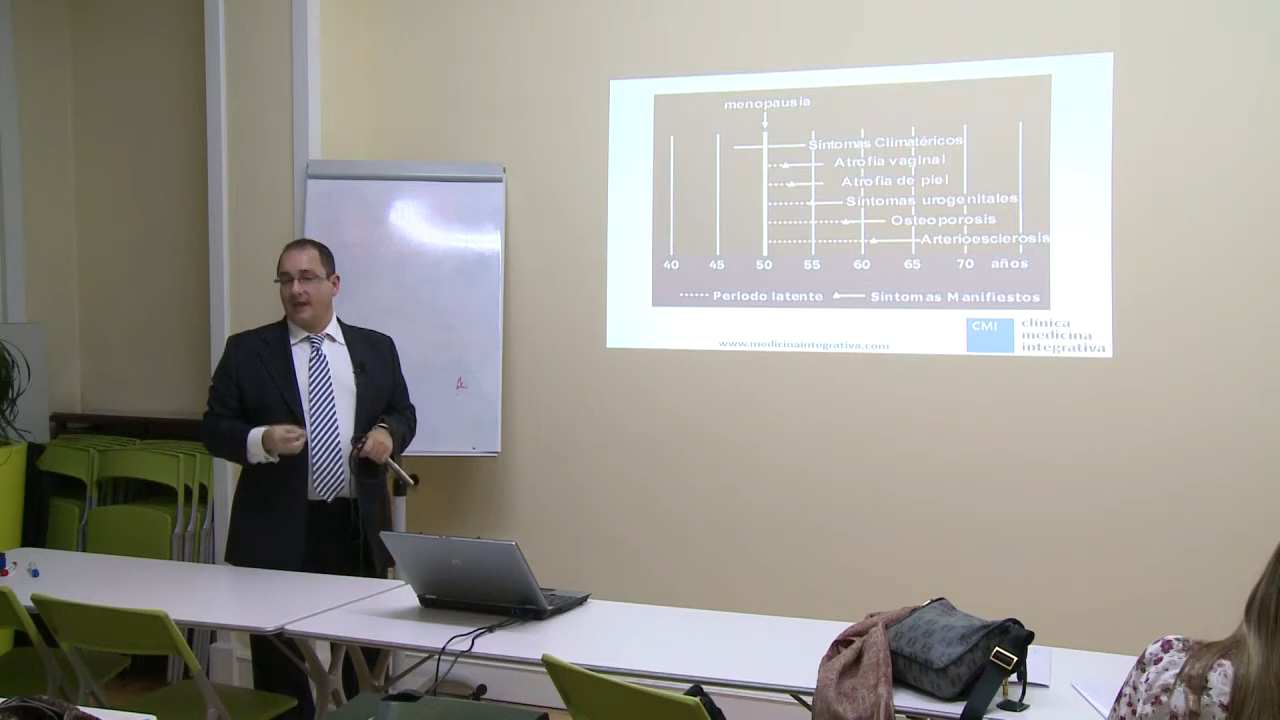 menopausia
Síntomas Climatéricos
Atrofia vaginal
Atrofia de piel
Síntomas urogenitales
Osteoporosis
Arterioesclerosis
40 45 50 55 60 65 70 años
Período latente Síntomas Manifiestos
CMI clínica
medicina
integrativa
www.medicinaintegrativa.com